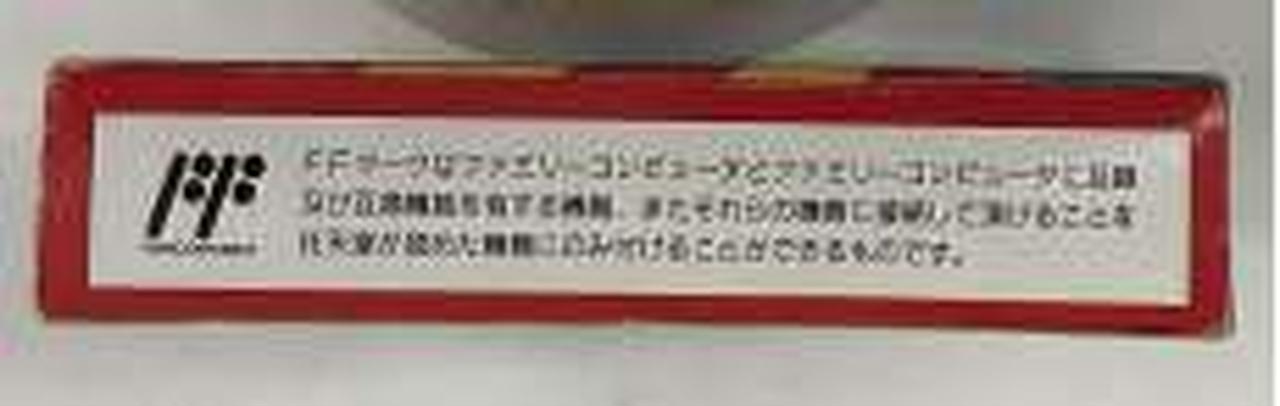 FFマークはファミリーコンピュータとファミリーコンピュータに
及び互換機能を有する機器、またそれらの機器に接続して かけることを
任天堂が認めた機器にのみ付けることができるものです。